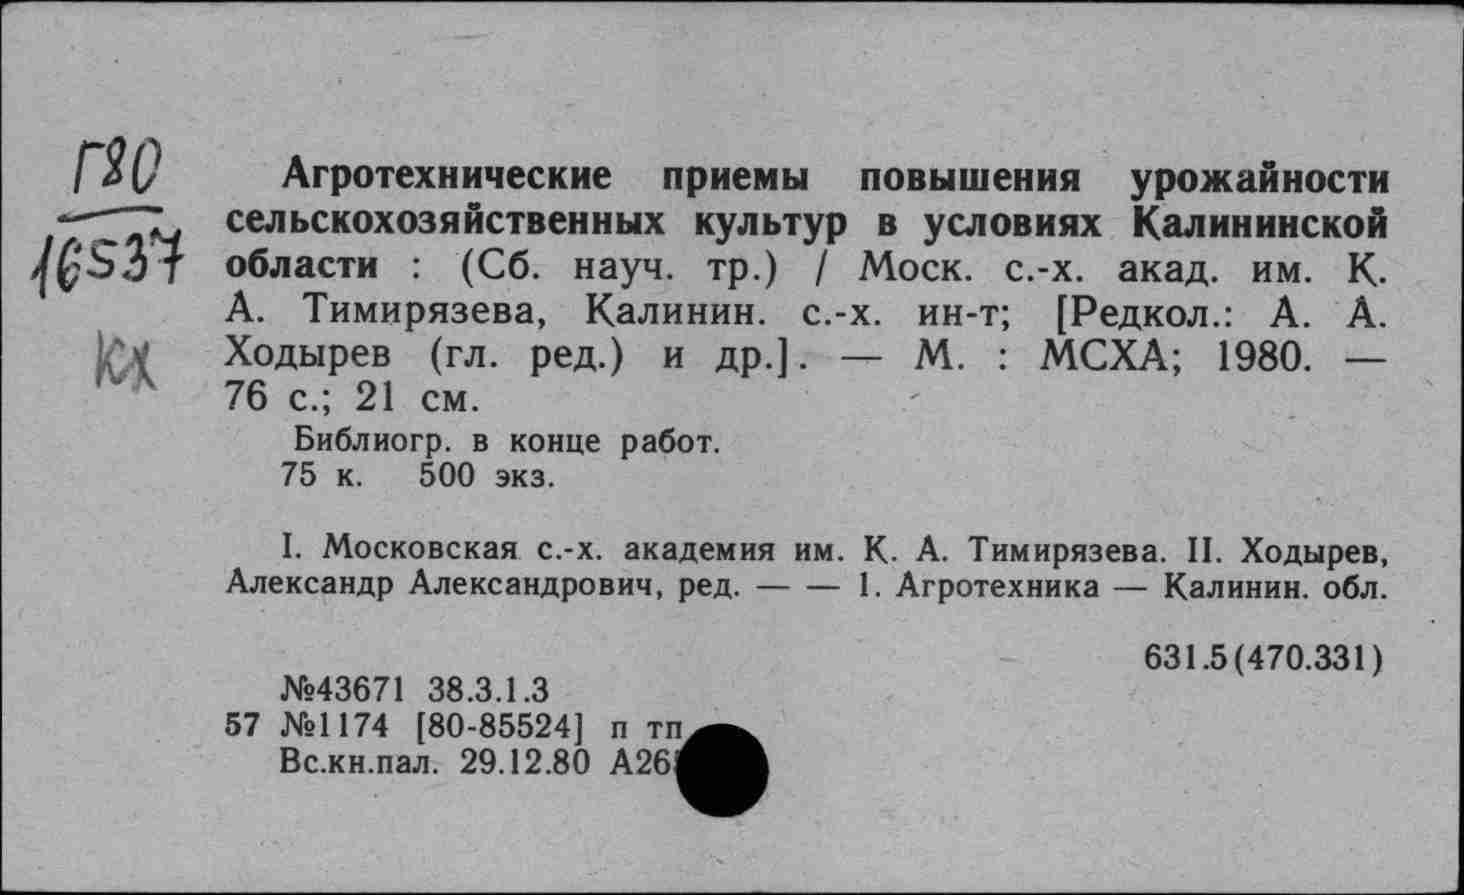 Г80
16537
кх
Агротехнические приемы повышения урожайности
сельскохозяйственных культур в условиях Калининской
области : (Сб. науч. тр.) / Моск. с.-х. акад. им. К.
А. Тимирязева, Калинин. с.-х. ин-т; [Редкол.: А. А.
Ходырев (гл. ред.) и др.]. — М. : МСХА; 1980. —
76 с.; 21 см.
Библиогр. в конце работ.
75 к. 500 экз.
I. Московская с.-х. академия им. К. А. Тимирязева. II. Ходырев,
Александр Александрович, ред. — — 1. Агротехника — Калинин. обл.
631.5(470.331)
№43671 38.3.1.3
57 №1174 [80-85524] п тп
Вс.кн.пал. 29.12.80 А26